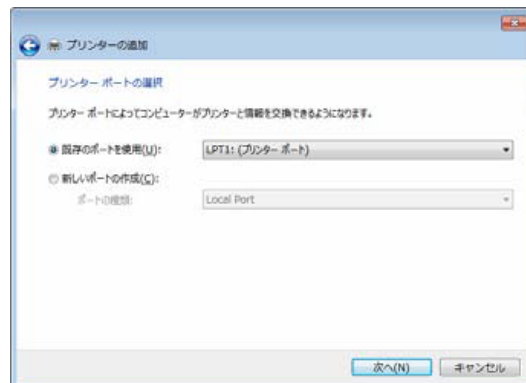 プリンターの追加
プリンター ポートの選択
プリンター ポートによってコンピューターがプリンターと情報を交換できるようになります。
既存のポートを使用(U): LPT1: (プリンター ポート)
新しいポートの作成(C):
ポートの種類: Local Port
次へ(N) キャンセル